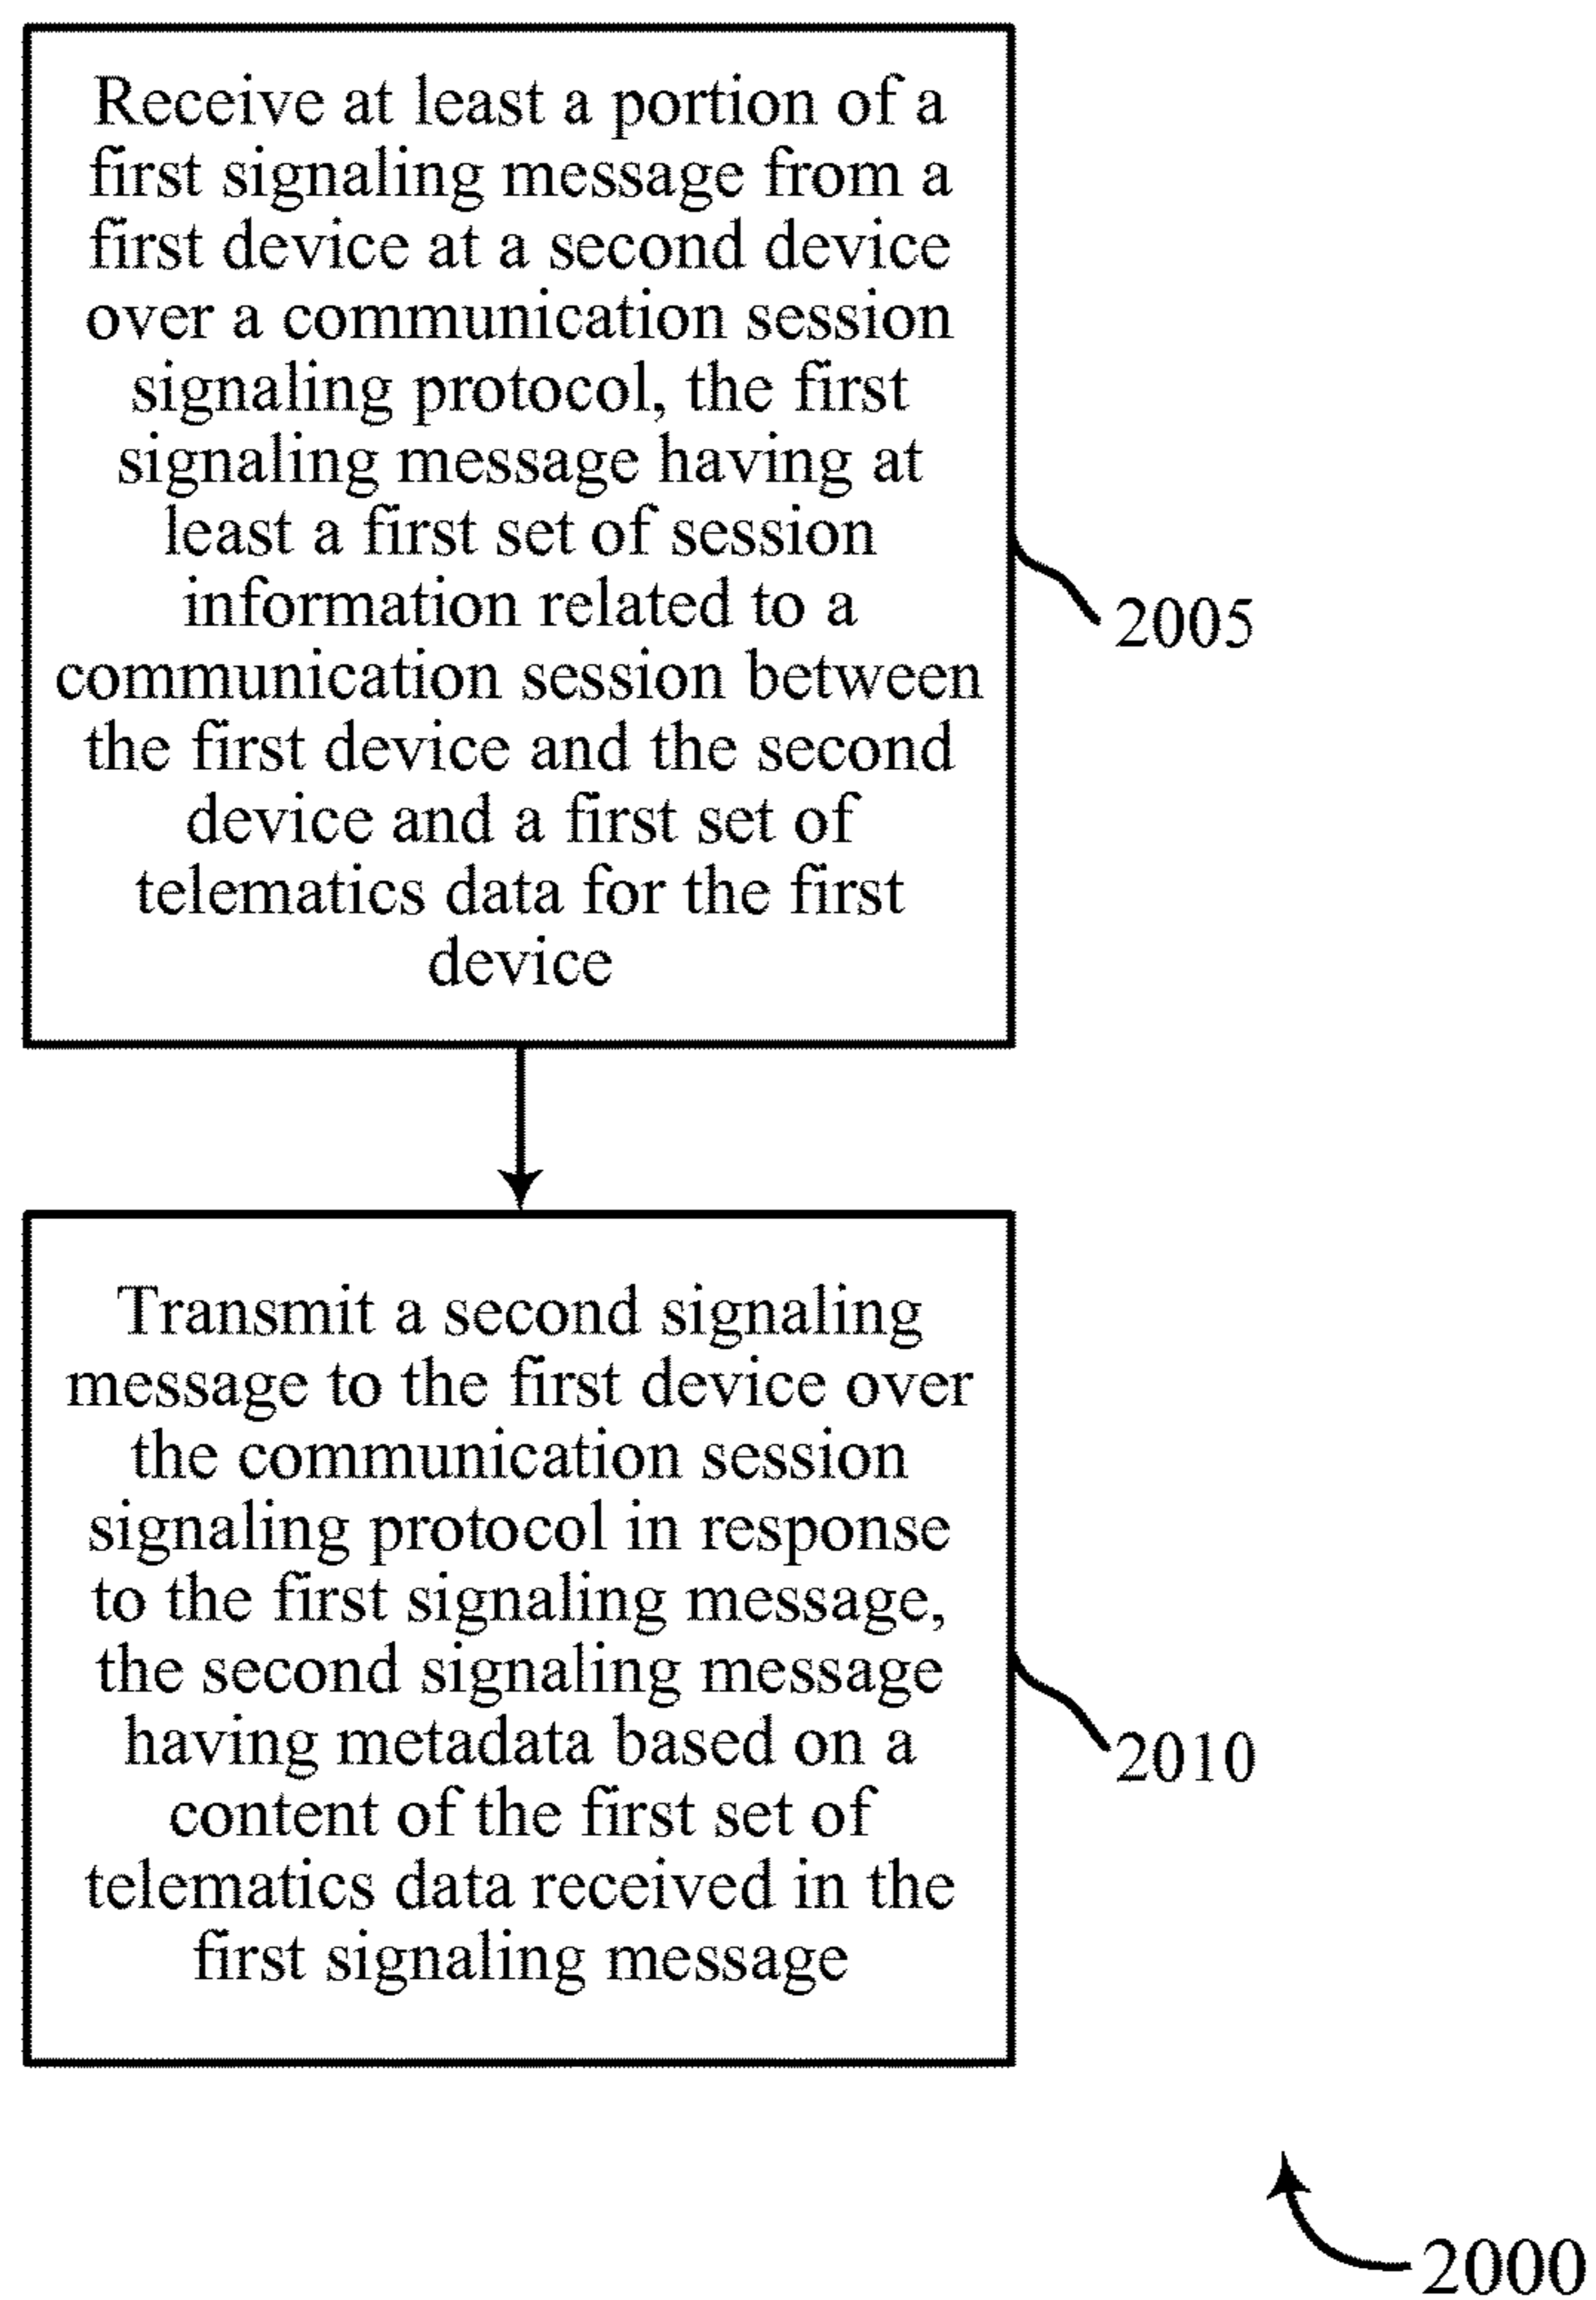 Receive at least a portion of a
first signaling message from a
first device at a second device
over a communication session
signaling protocol, the first
signaling message having at
least a first set of session
information related to a
communication session between
the first device and the second
device and a first set of
telematics data for the first
device
2005
Transmit a second signaling
message to the first device over
the communication session
signaling protocol in response
to the first signaling message,
the second signaling message
having metadata based on a
content of the first set of
telematics data received in the
first signaling message
2010
2000